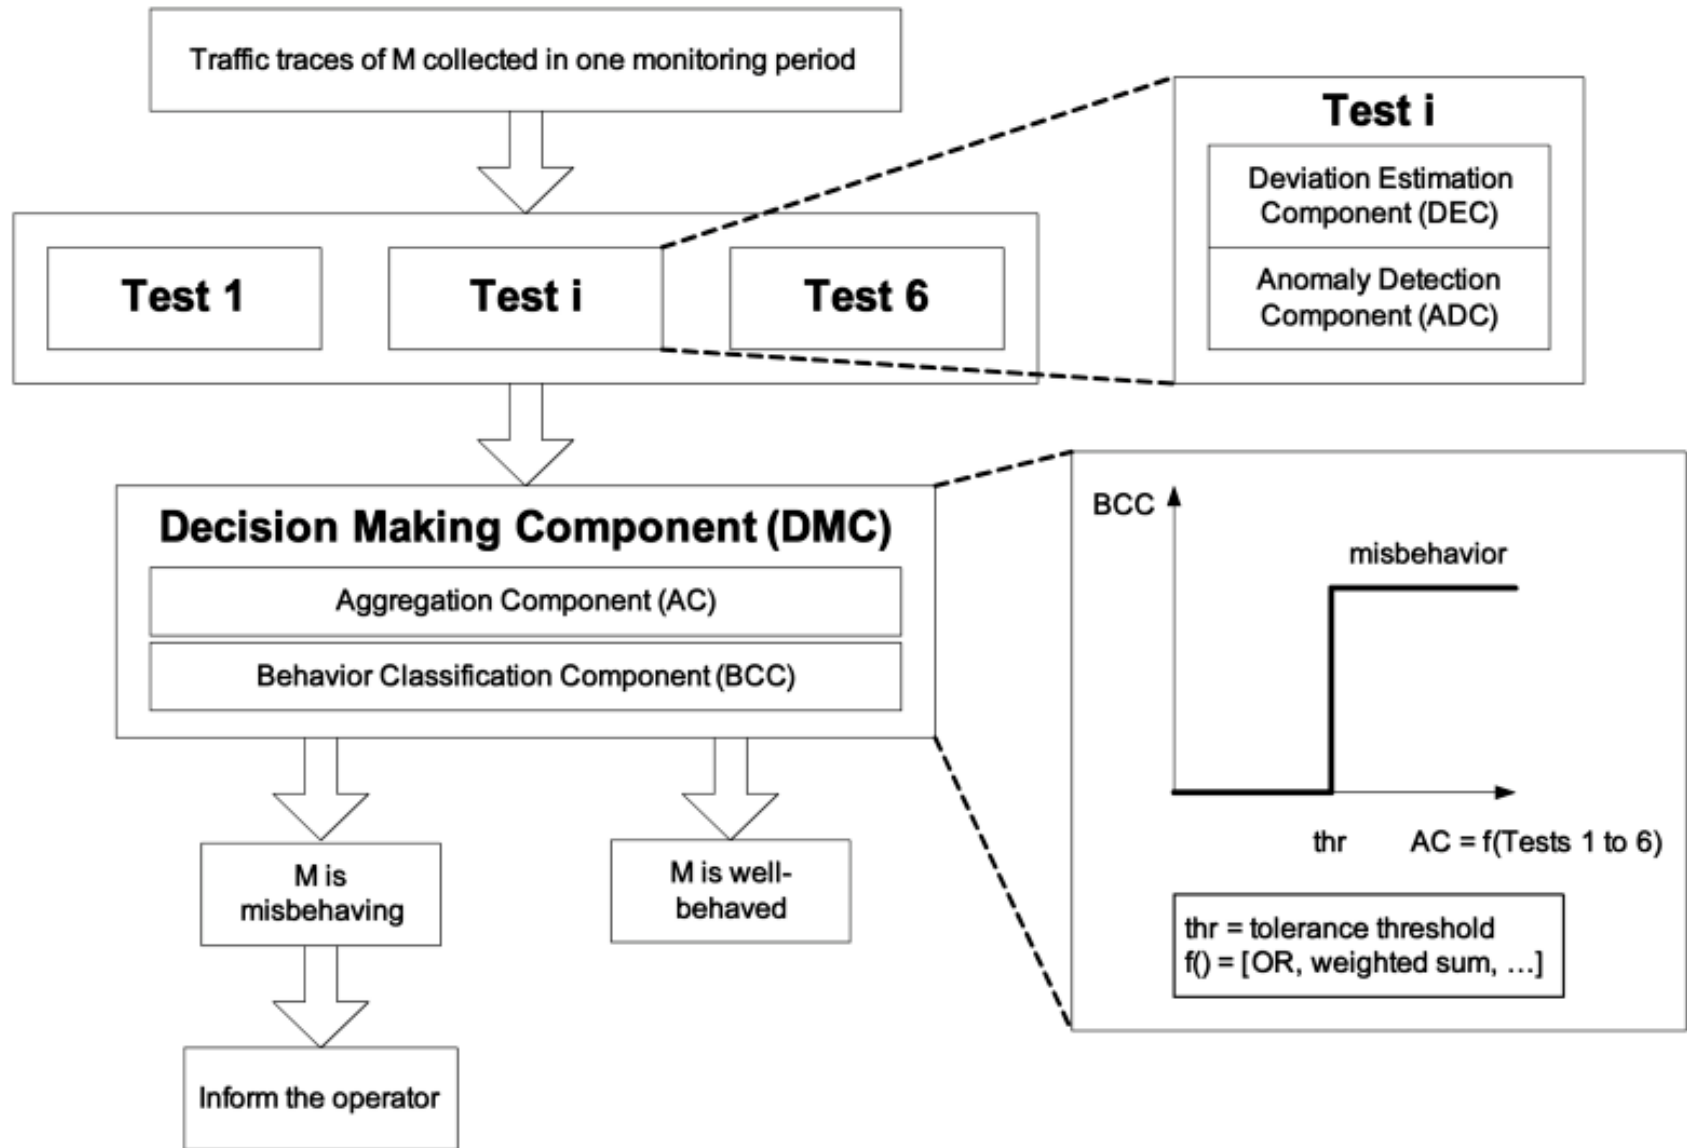 Traffic traces of M collected in one monitoring period
Test 1
Test i
Test 6
Test i
Deviation Estimation
Component (DEC)
Anomaly Detection
Component (ADC)
Decision Making Component (DMC)
Aggregation Component (AC)
Behavior Classification Component (BCC)
BCC
misbehavior
thr
AC = f(Tests 1 to 6)
thr = tolerance threshold
f() = [OR, weighted sum, …]
M is
misbehaving
M is well-
behaved
Inform the operator